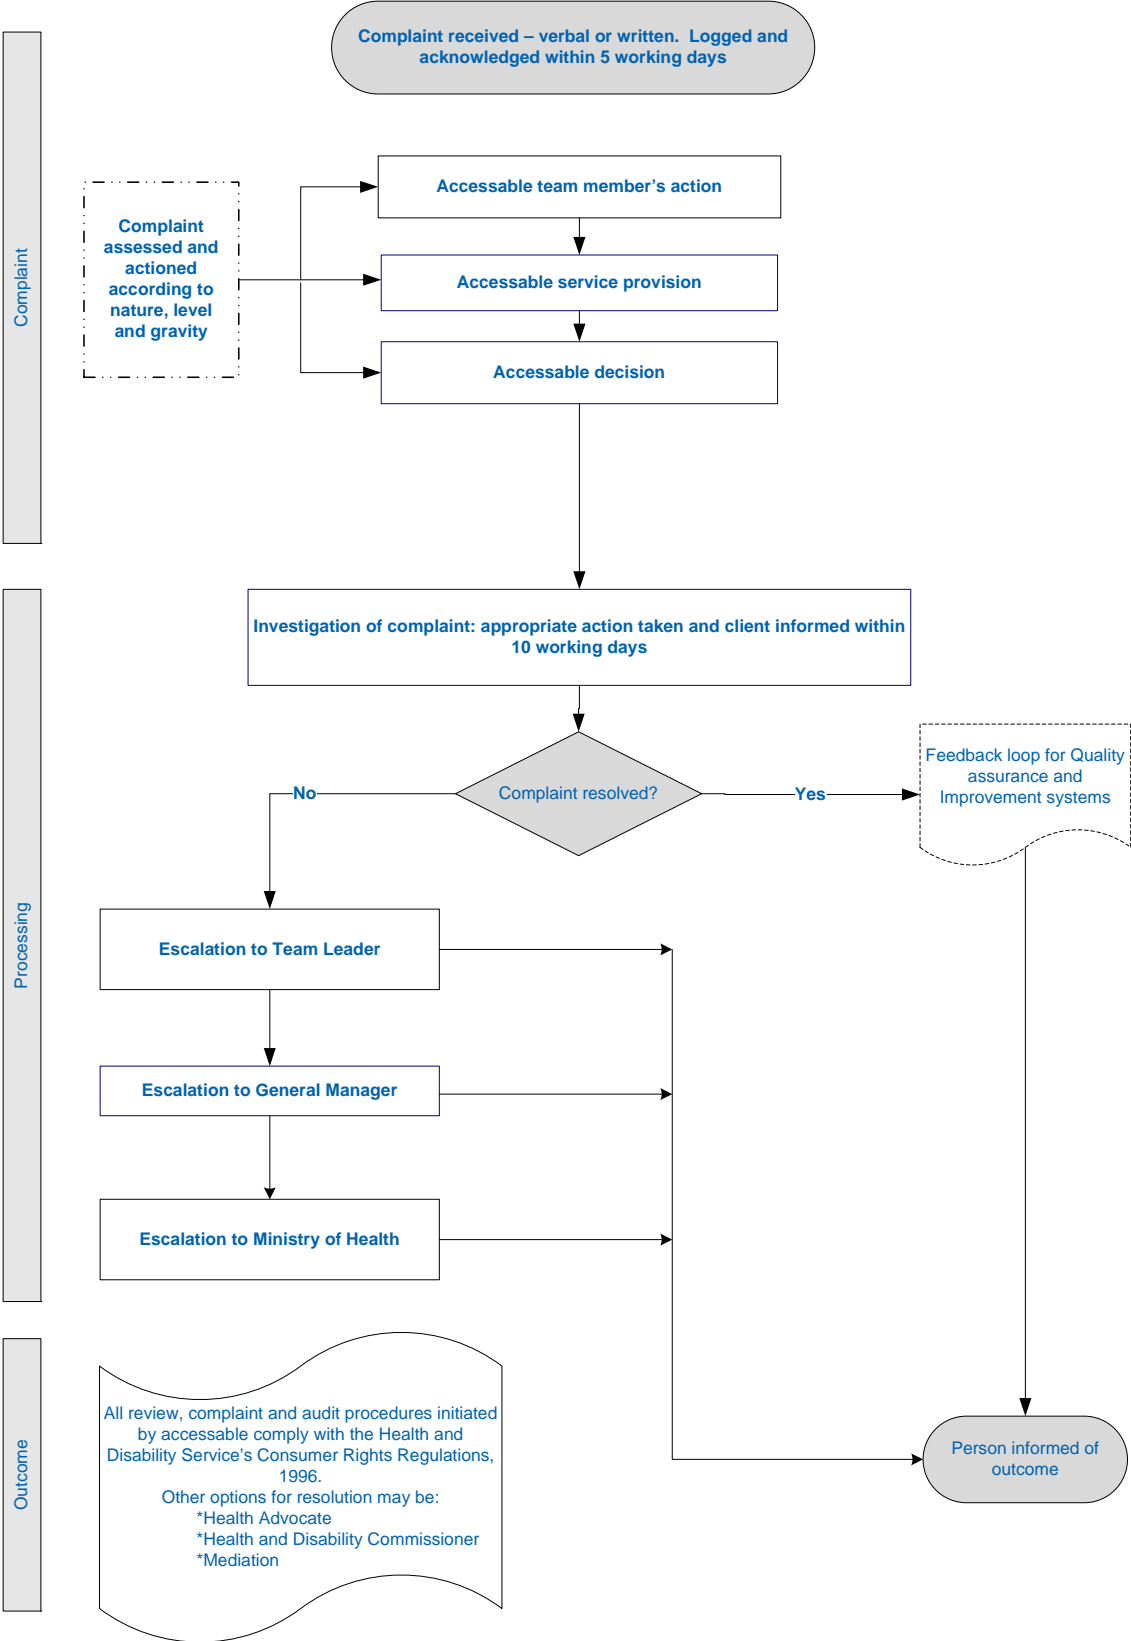 Complaint received – verbal or written.  Logged and
acknowledged within 5 working days
Complaint
Accessable team member’s action
Complaint
assessed and
actioned
according to
nature, level
and gravity
Accessable service provision
Accessable decision
Processing
Investigation of complaint: appropriate action taken and client informed within
10 working days
Complaint resolved?
No
Yes
Feedback loop for Quality
assurance and
Improvement systems
Escalation to Team Leader
Escalation to General Manager
Escalation to Ministry of Health
Outcome
All review, complaint and audit procedures initiated
by accessable comply with the Health and
Disability Service’s Consumer Rights Regulations,
1996.
Other options for resolution may be:
*Health Advocate
*Health and Disability Commissioner
*Mediation
Person informed of
outcome